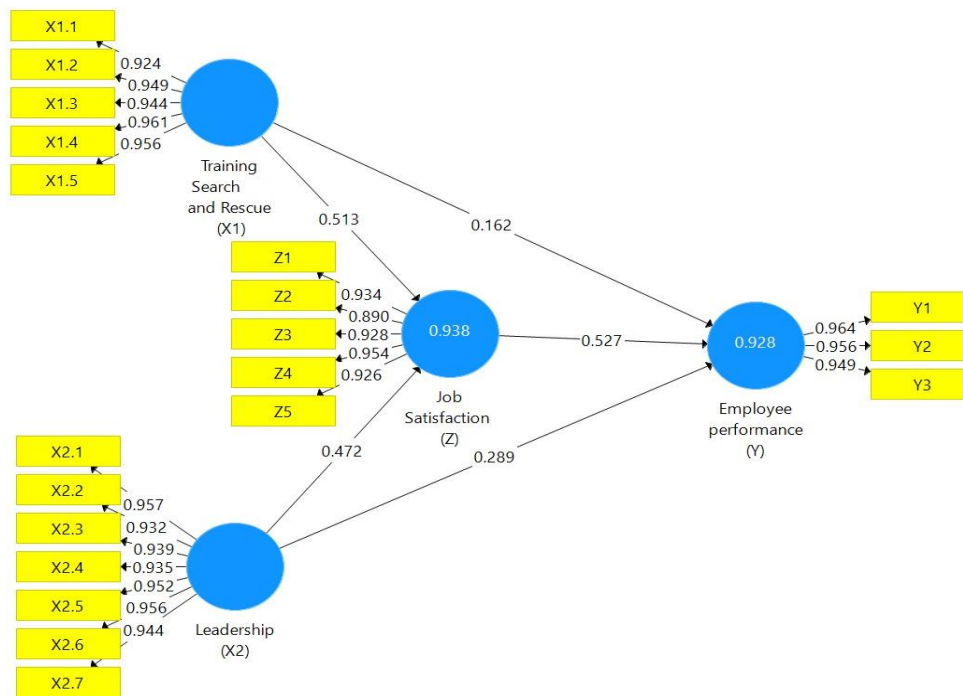 X1.1
X1.2
X1.3
X1.4
X1.5
0.924
0.949
0.944
0.961
0.956
Training
Search
and Rescue
(X1)
0.513
0.162
Z1
Z2
Z3
Z4
Z5
0.934
0.890
0.928
0.954
0.926
0.938
Job
Satisfaction
(Z)
0.527
0.928
Employee
performance
(Y)
0.964
0.956
0.949
Y1
Y2
Y3
0.472
0.289
X2.1
X2.2
X2.3
X2.4
X2.5
X2.6
X2.7
0.957
0.932
0.939
0.935
0.952
0.956
0.944
Leadership
(X2)